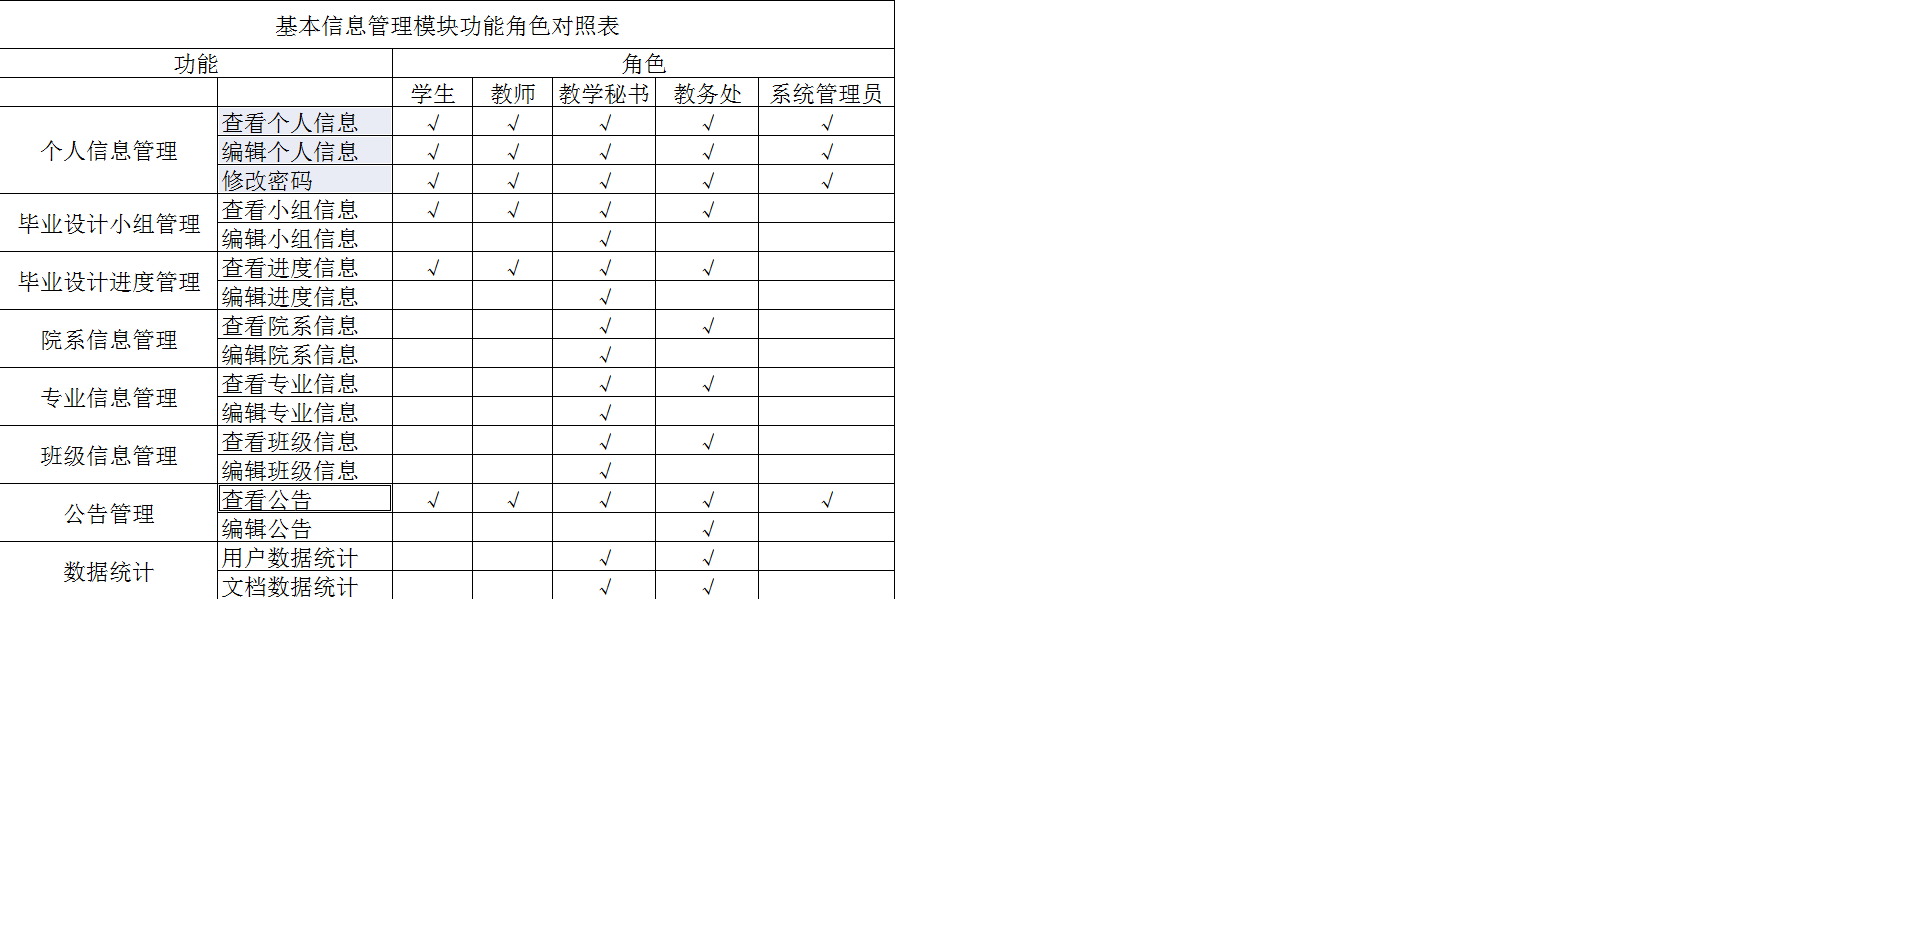 基本信息管理模块功能角色对照表
功能 角色
学生 教师 教学秘书 教务处 系统管理员
个人信息管理
查看个人信息 √ √ √ √ √
编辑个人信息 √ √ √ √ √
修改密码 √ √ √ √ √
毕业设计小组管理
查看小组信息 √ √ √ √
编辑小组信息 √
毕业设计进度管理
查看进度信息 √ √ √ √
编辑进度信息 √
院系信息管理
查看院系信息 √ √
编辑院系信息 √
专业信息管理
查看专业信息 √ √
编辑专业信息 √
班级信息管理
查看班级信息 √ √
编辑班级信息 √
公告管理
查看公告 √ √ √ √ √
编辑公告 √
数据统计
用户数据统计 √ √
文档数据统计 √ √